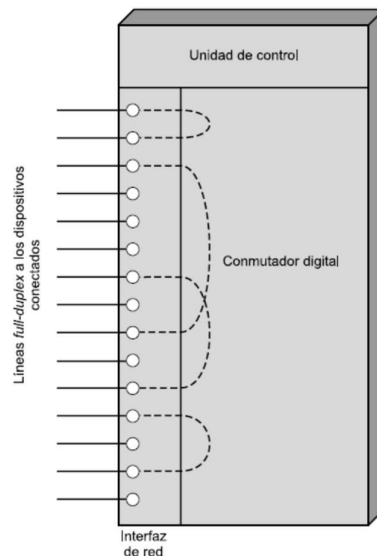 Unidad de control
Líneas full-duplex a los dispositivos
conectados
Conmutador digital
Interfaz
de red